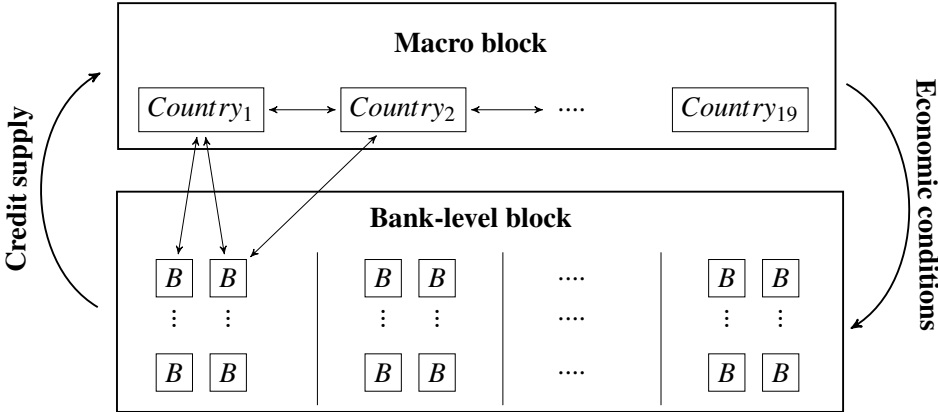 Macro block
Country₁ Country₂ .... Country₁₉
Credit supply
Economic conditions
Bank-level block
B B B B .... B B
⋮ ⋮ ⋮ ⋮ .... ⋮ ⋮
B B B B .... B B